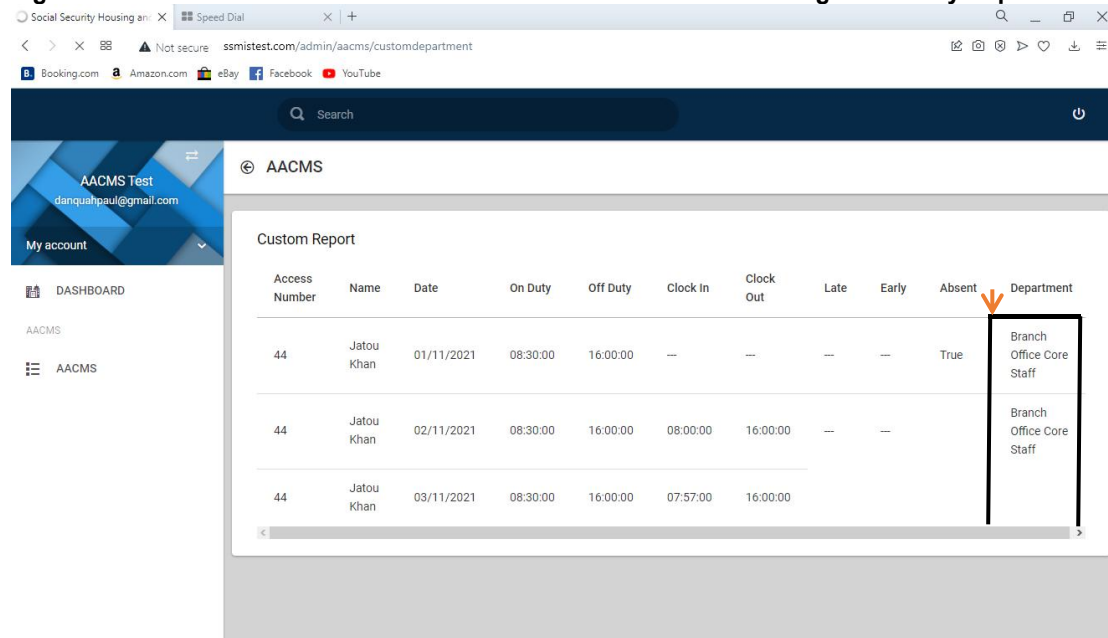 Social Security Housing an
Speed Dial
Not secure ssmistest.com/admin/aacms/customdepartment
B. Booking.com a Amazon.com eBay Facebook YouTube
Search
AACMS Test
danquahpaul@gmail.com
My account
DASHBOARD
AACMS
AACMS
AACMS
Custom Report
Access Number Name Date On Duty Off Duty Clock In Clock Out Late Early Absent Department
44 Jatou Khan 01/11/2021 08:30:00 16:00:00 --- --- --- --- True Branch Office Core Staff
44 Jatou Khan 02/11/2021 08:30:00 16:00:00 08:00:00 16:00:00 --- --- Branch Office Core Staff
44 Jatou Khan 03/11/2021 08:30:00 16:00:00 07:57:00 16:00:00